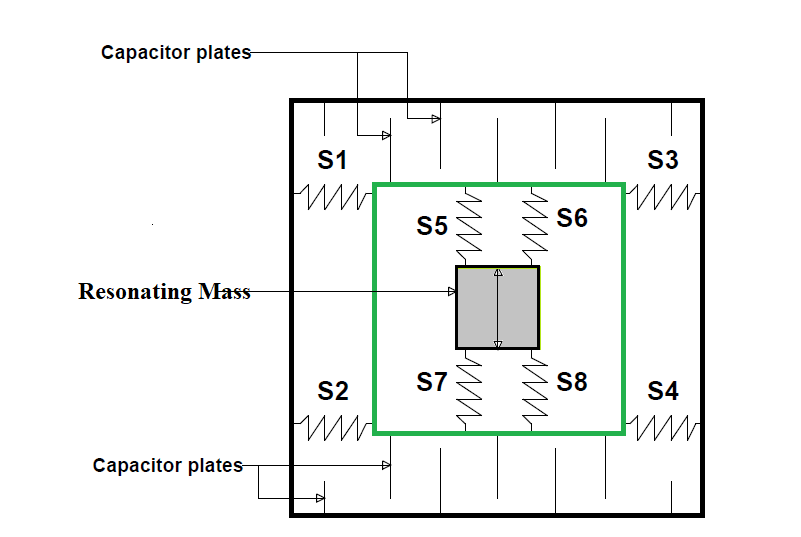 Capacitor plates
S1
S3
S5
S6
Resonating Mass
S2
S7
S8
S4
Capacitor plates